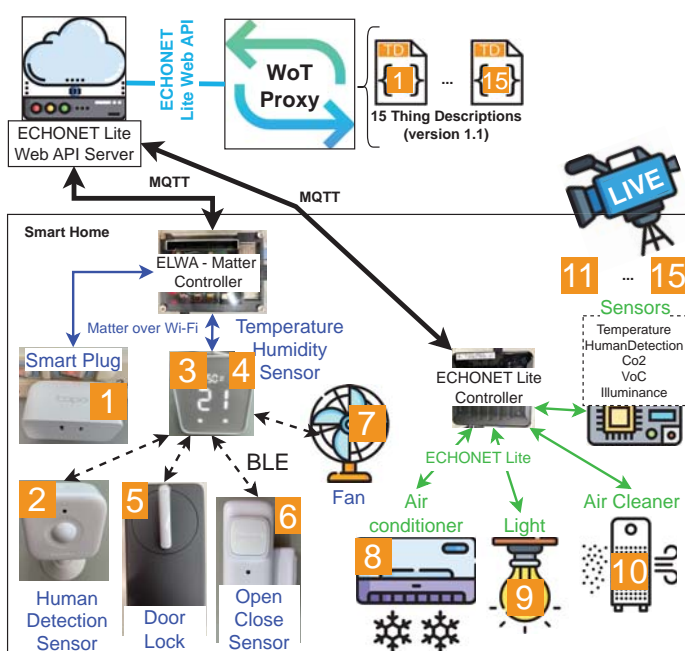 ECHONET
Lite Web API
WoT
Proxy
TD
{1}
...
TD
{15}
15 Thing Descriptions
(version 1.1)
ECHONET Lite
Web API Server
MQTT
MQTT
LIVE
Smart Home
ELWA - Matter
Controller
11
...
15
Sensors
Temperature
HumanDetection
Co2
VoC
Illuminance
Matter over Wi-Fi
Temperature
Humidity
Sensor
Smart Plug
tapo
1
3
4
21
ECHONET Lite
Controller
7
Fan
BLE
ECHONET Lite
2
5
6
Human
Detection
Sensor
Door
Lock
Open
Close
Sensor
Air
conditioner
8
Light
9
Air Cleaner
10